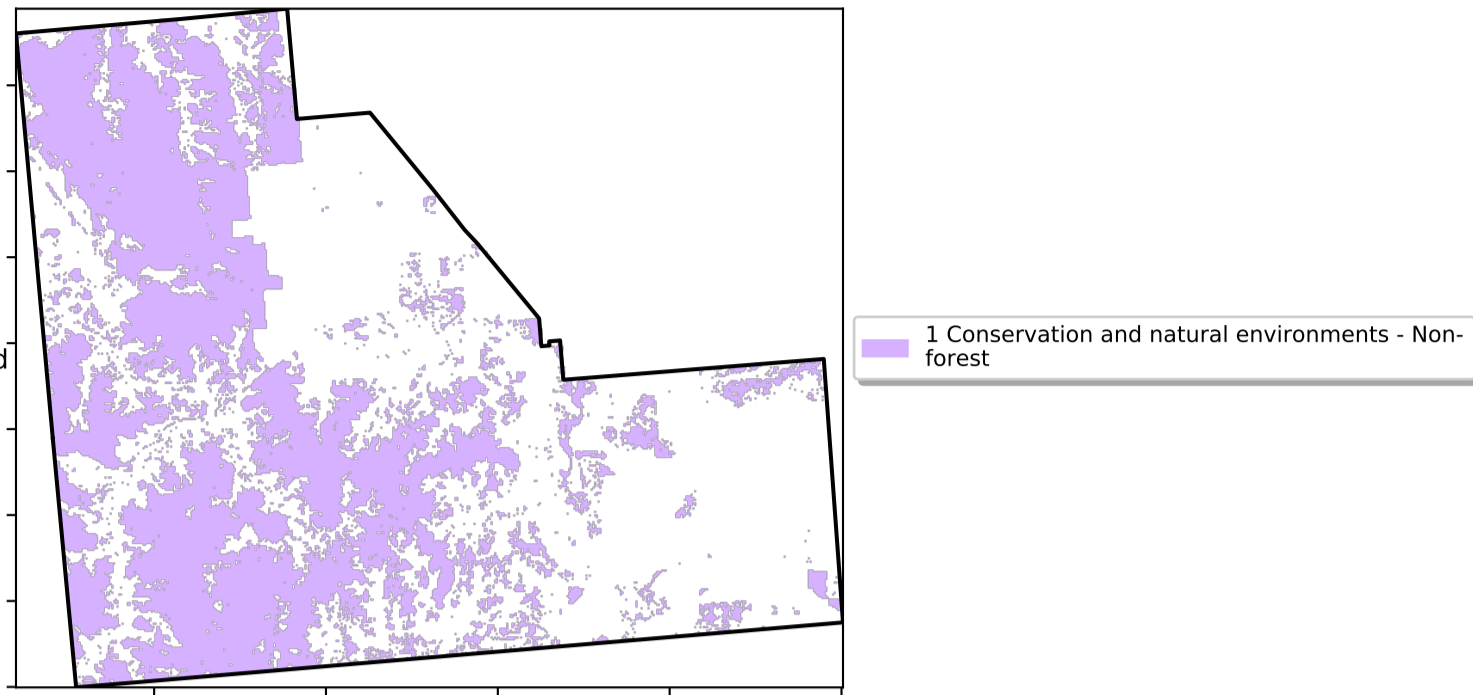 1 Conservation and natural environments - Non-
forest